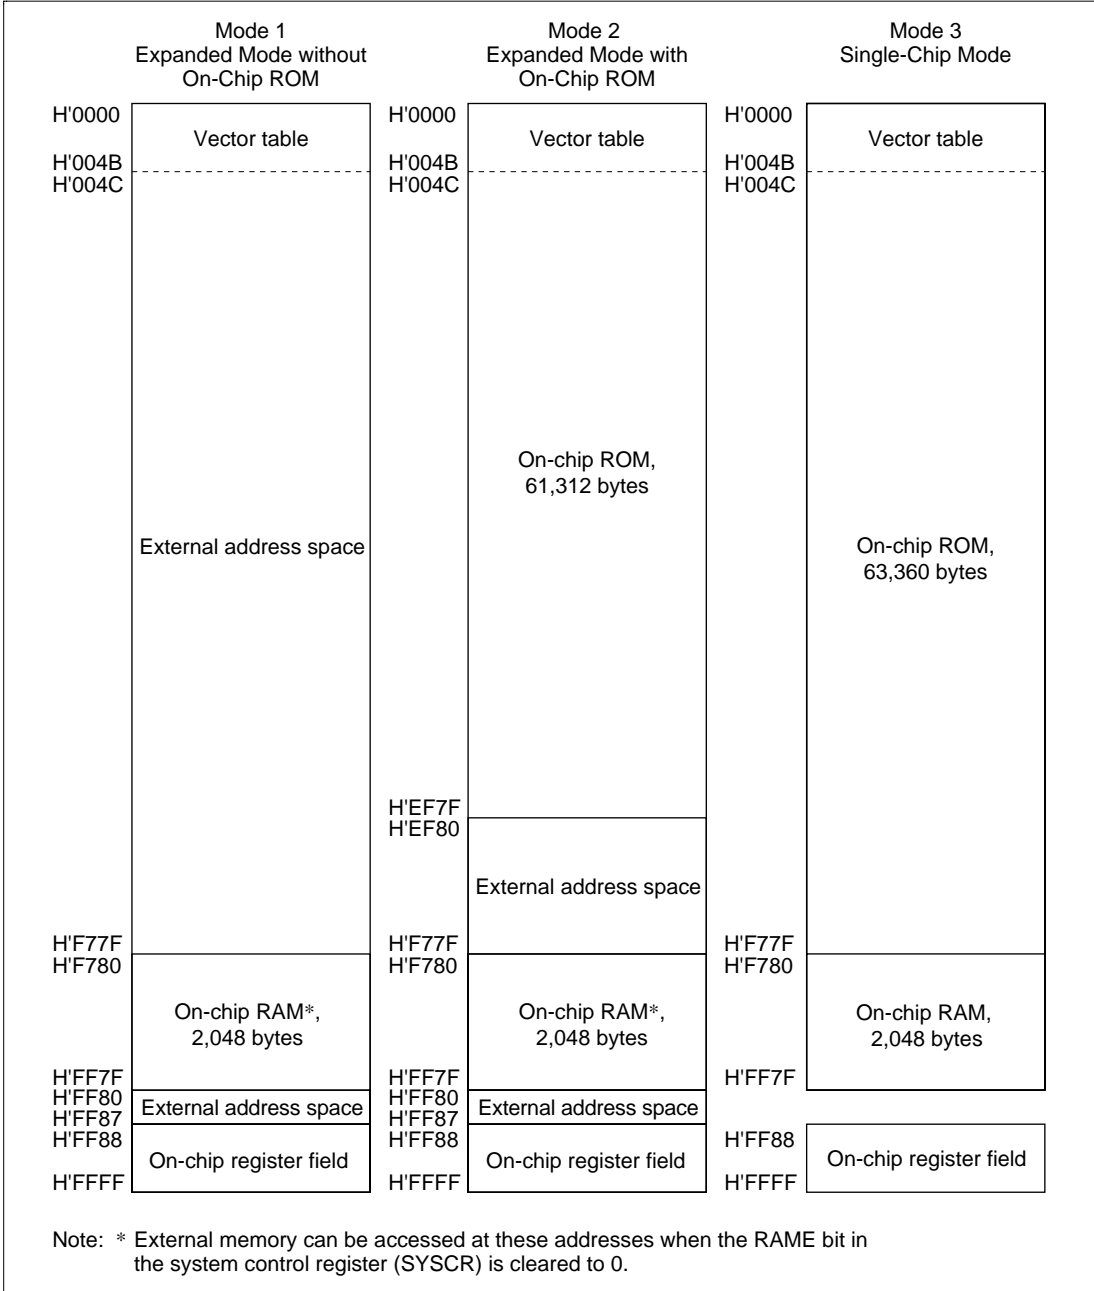 Mode 1
Expanded Mode without
On-Chip ROM
H'0000
Vector table
H'004B
H'004C
External address space
H'F77F
H'F780
On-chip RAM*,
2,048 bytes
H'FF7F
H'FF80
External address space
H'FF87
H'FF88
On-chip register field
H'FFFF
Mode 2
Expanded Mode with
On-Chip ROM
H'0000
Vector table
H'004B
H'004C
On-chip ROM,
61,312 bytes
H'EF7F
H'EF80
External address space
H'F77F
H'F780
On-chip RAM*,
2,048 bytes
H'FF7F
H'FF80
External address space
H'FF87
H'FF88
On-chip register field
H'FFFF
Mode 3
Single-Chip Mode
H'0000
Vector table
H'004B
H'004C
On-chip ROM,
63,360 bytes
H'F77F
H'F780
On-chip RAM,
2,048 bytes
H'FF7F
H'FF88
On-chip register field
H'FFFF
Note: * External memory can be accessed at these addresses when the RAME bit in
the system control register (SYSCR) is cleared to 0.